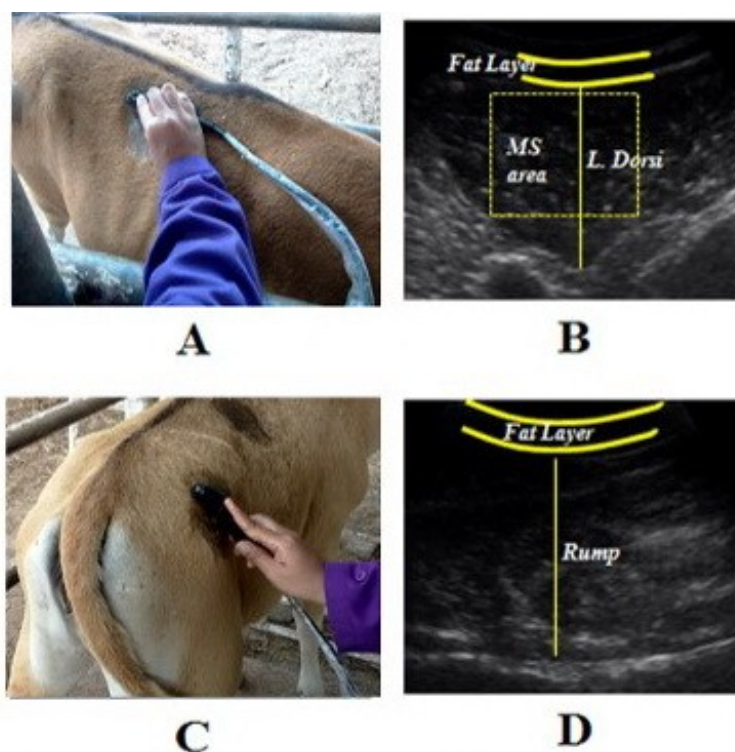 Fat Layer
MS
area
L. Dorsi
A
B
Fat Layer
Rump
C
D